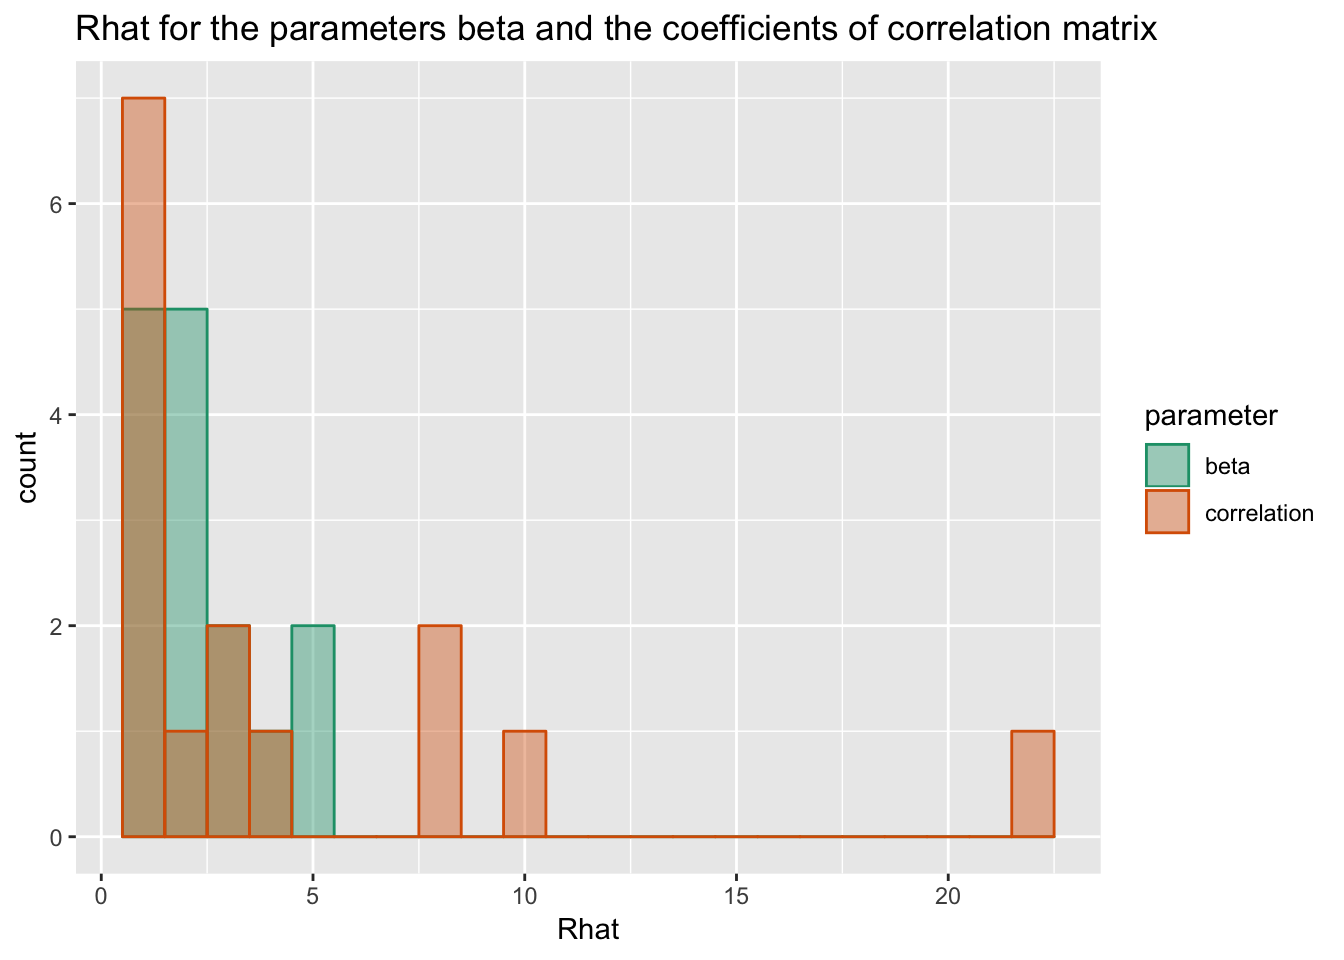 Rhat for the parameters beta and the coefficients of correlation matrix
6
4
2
0
count
0 5 10 15 20
Rhat
parameter
beta
correlation